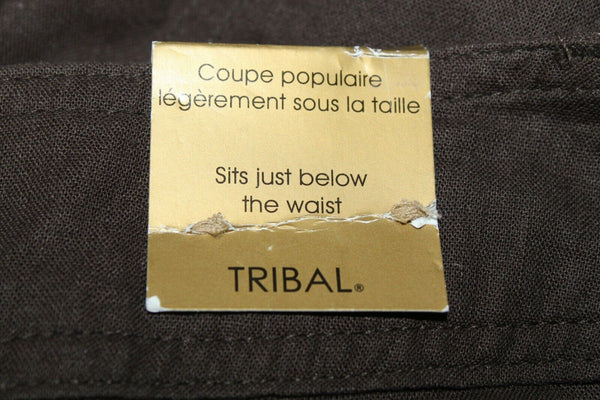 Coupe populaire
légèrement sous la taille
Sits just below
the waist
TRIBAL®